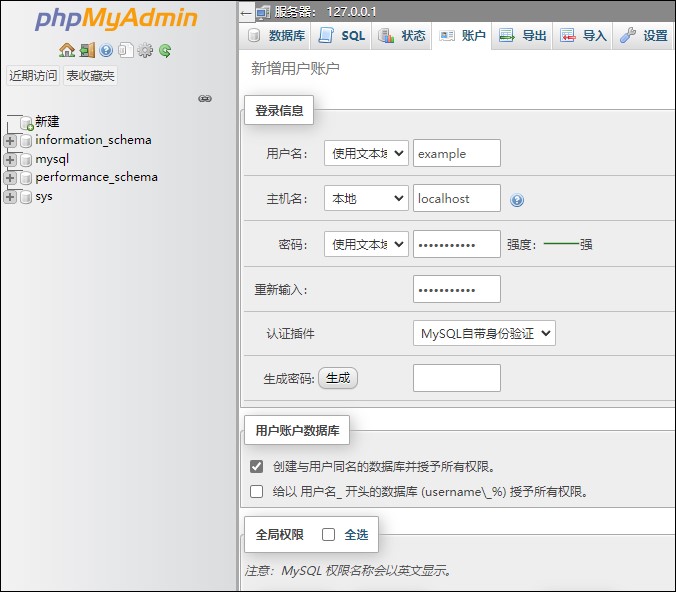 phpMyAdmin
近期访问 表收藏夹
新建
information_schema
mysql
performance_schema
sys
服务器: 127.0.0.1
数据库 SQL 状态 账户 导出 导入 设置
新增用户账户
登录信息
用户名: 使用文本域 example
主机名: 本地 localhost
密码: 使用文本域 ••••••••••• 强度: 强
重新输入: •••••••••••
认证插件 MySQL自带身份验证
生成密码: 生成
用户账户数据库
创建与用户同名的数据库并授予所有权限。
给以 用户名_ 开头的数据库 (username\_%) 授予所有权限。
全局权限 全选
注意: MySQL 权限名称会以英文显示。